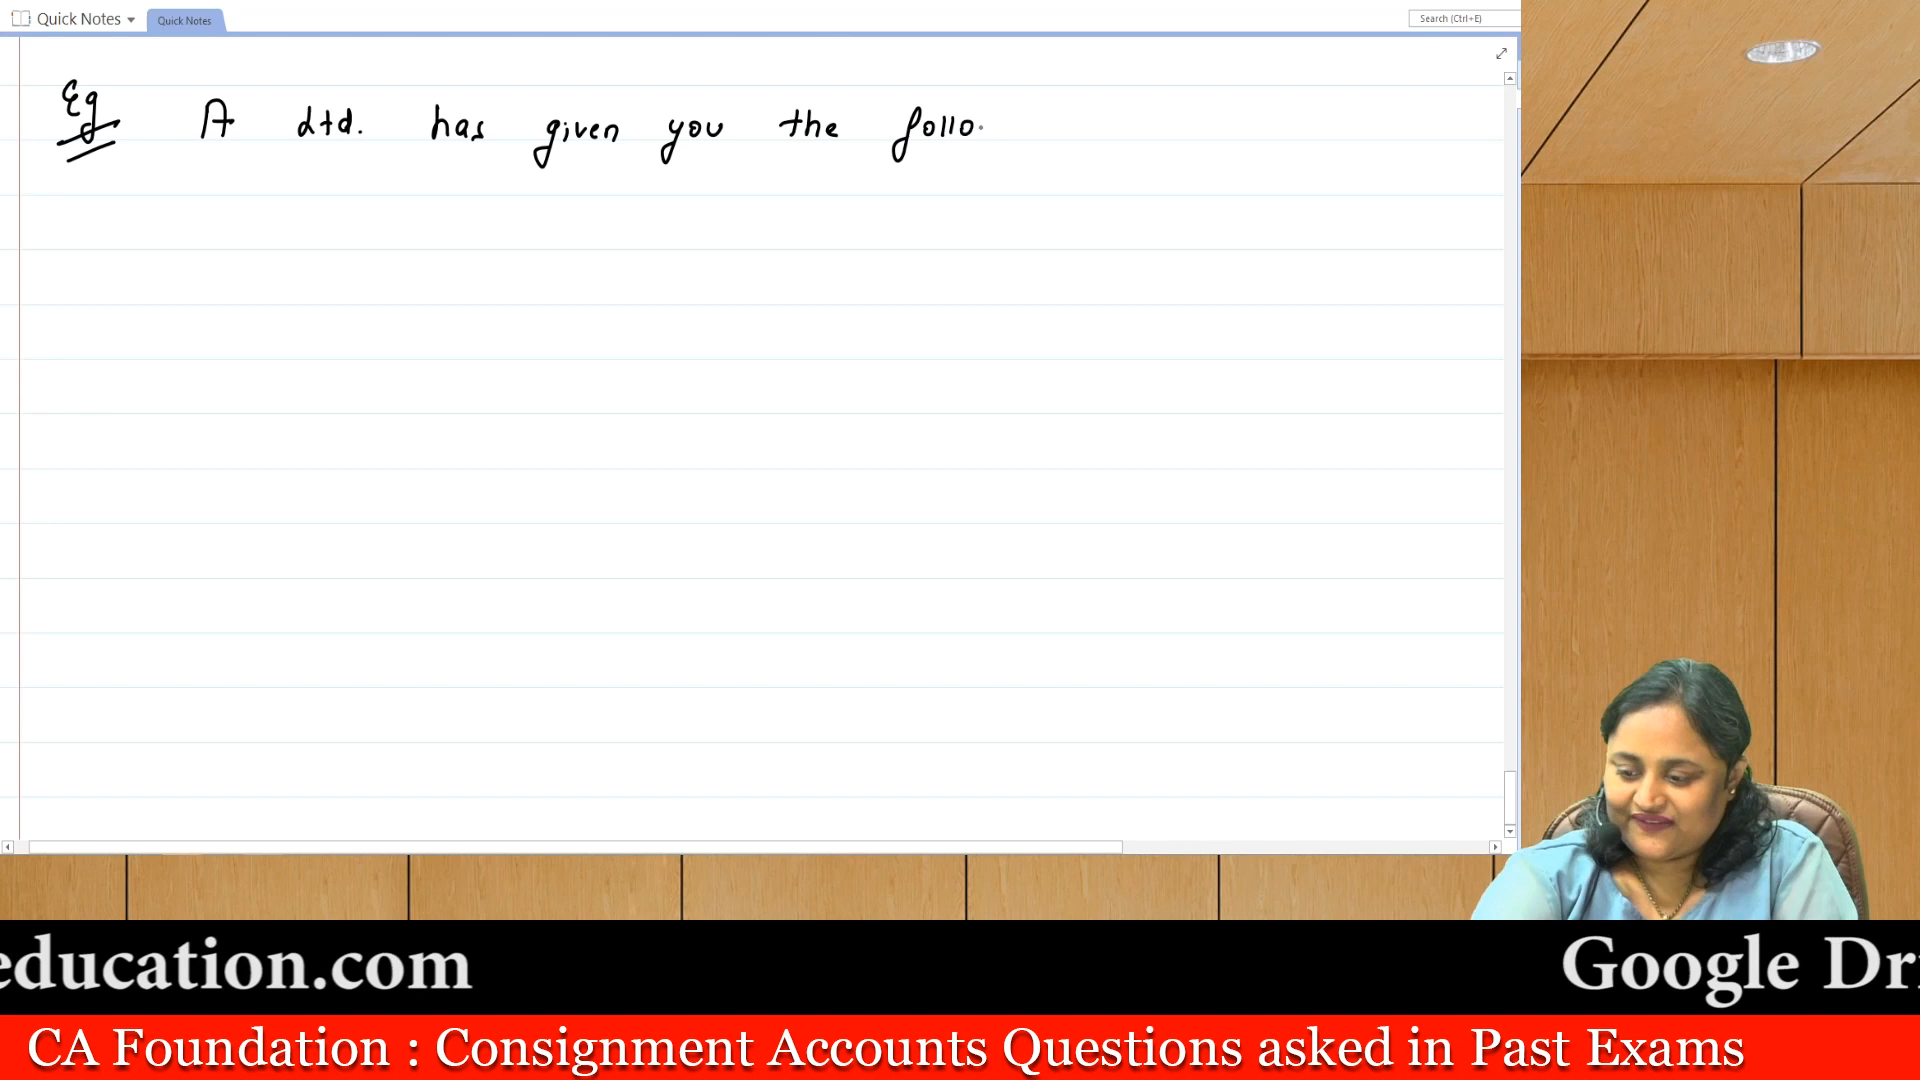 Quick Notes
Quick Notes
Search (Ctrl+E)
Eg A Ltd. has given you the follo
education.com
Google Dri
CA Foundation : Consignment Accounts Questions asked in Past Exams